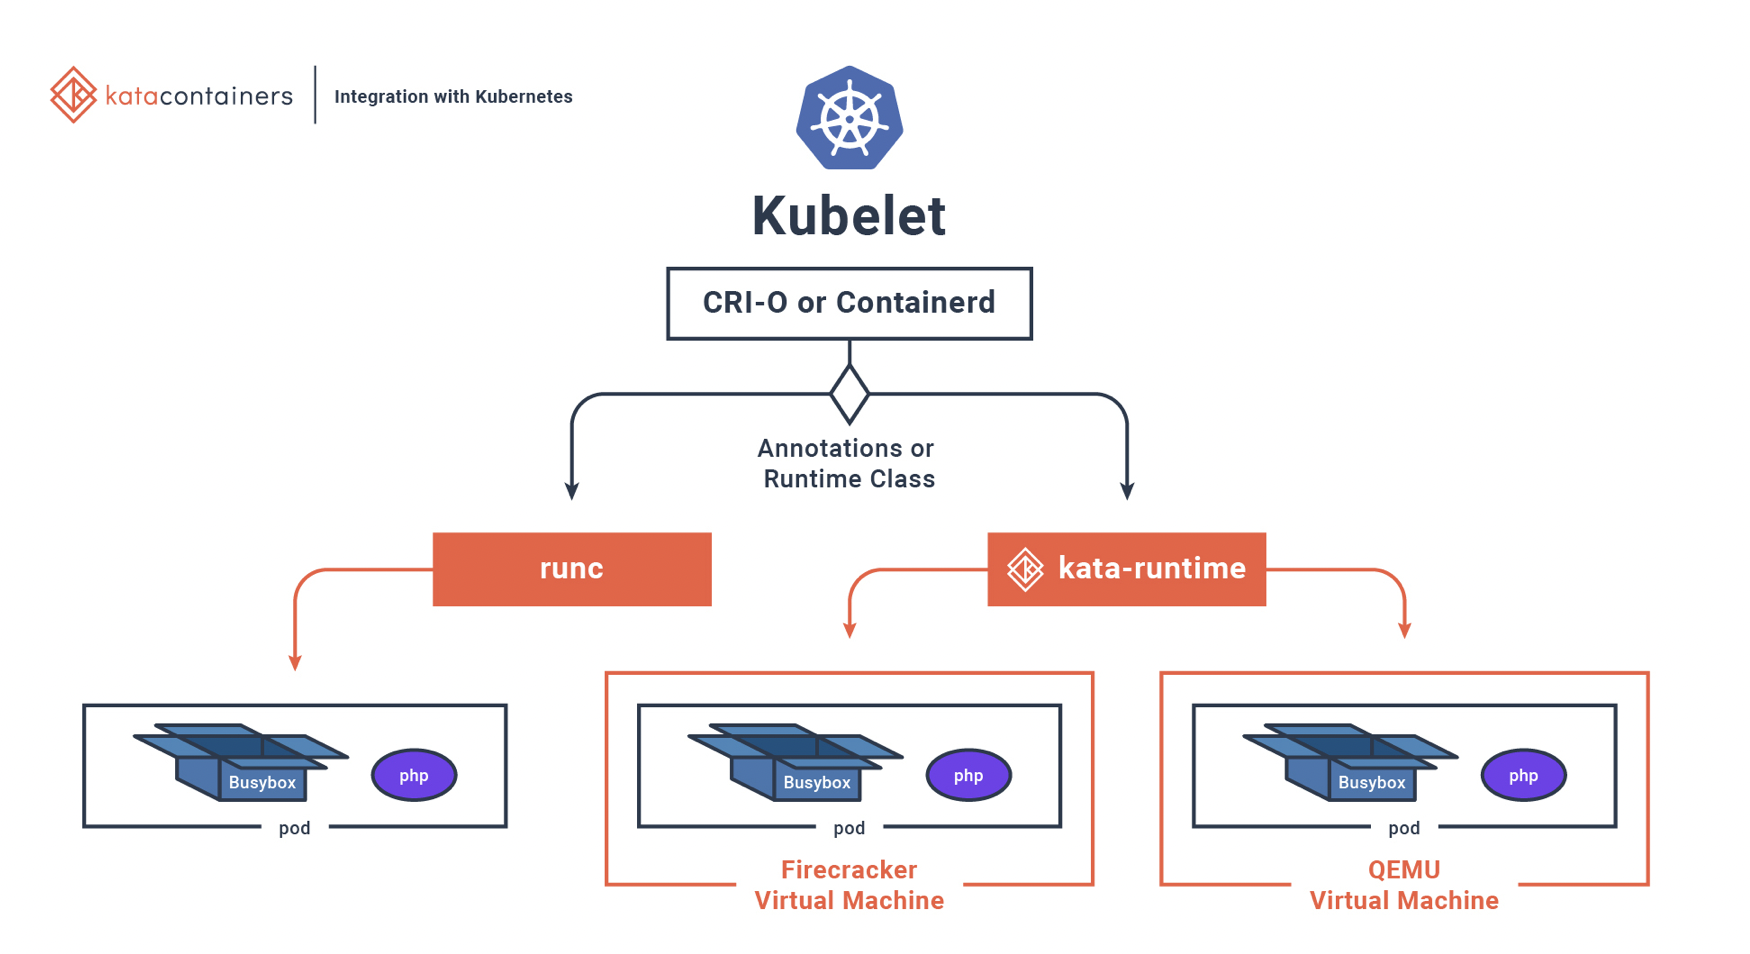 katacontainers
Integration with Kubernetes
Kubelet
CRI-O or Containerd
Annotations or
Runtime Class
runc
kata-runtime
Busybox
php
pod
Busybox
php
pod
Firecracker
Virtual Machine
Busybox
php
pod
QEMU
Virtual Machine